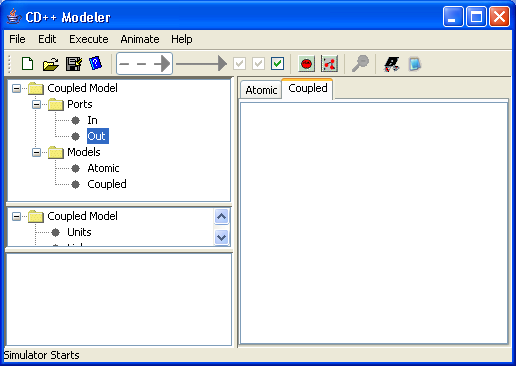 CD++ Modeler
File Edit Execute Animate Help
Coupled Model
Ports
In
Out
Models
Atomic
Coupled
Coupled Model
Units
Atomic Coupled
Simulator Starts